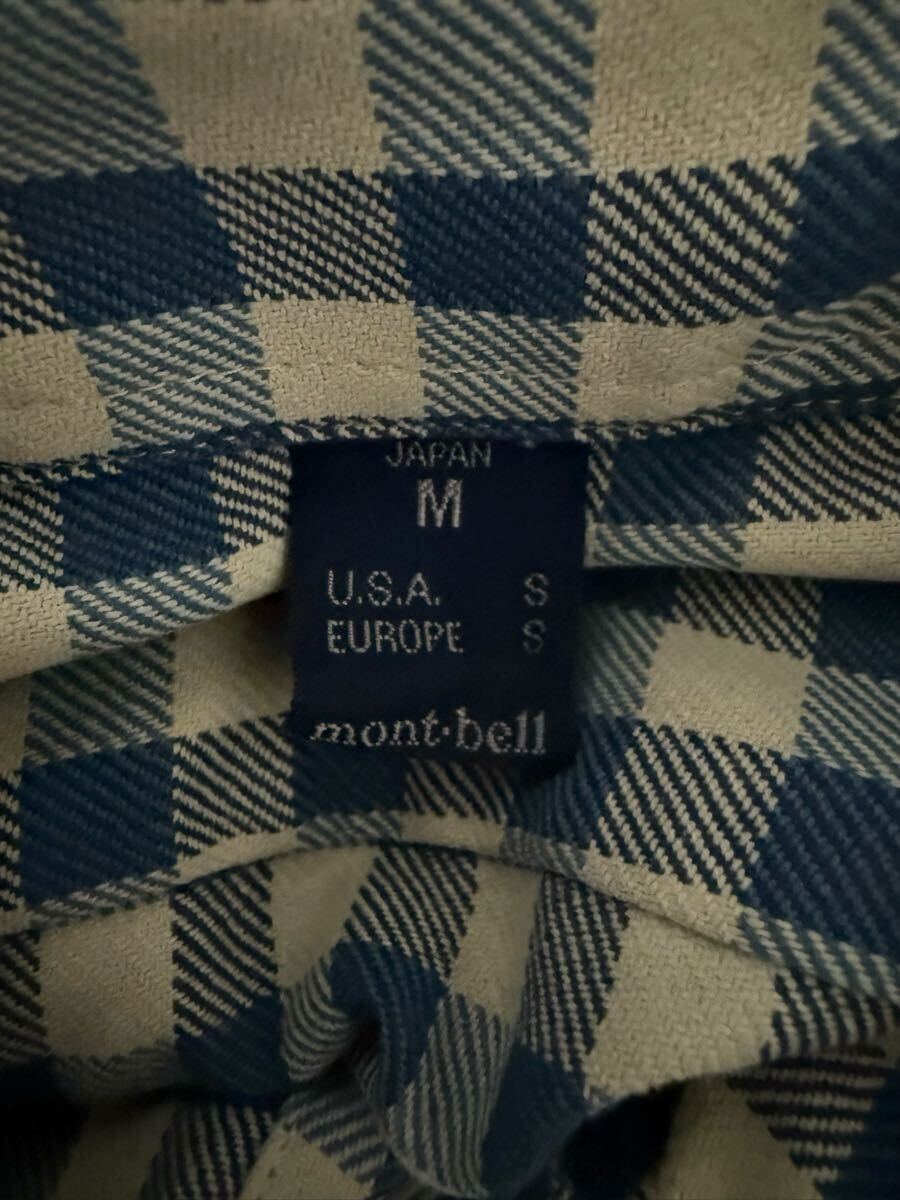 JAPAN
M
U.S.A. S
EUROPE S
mont·bell